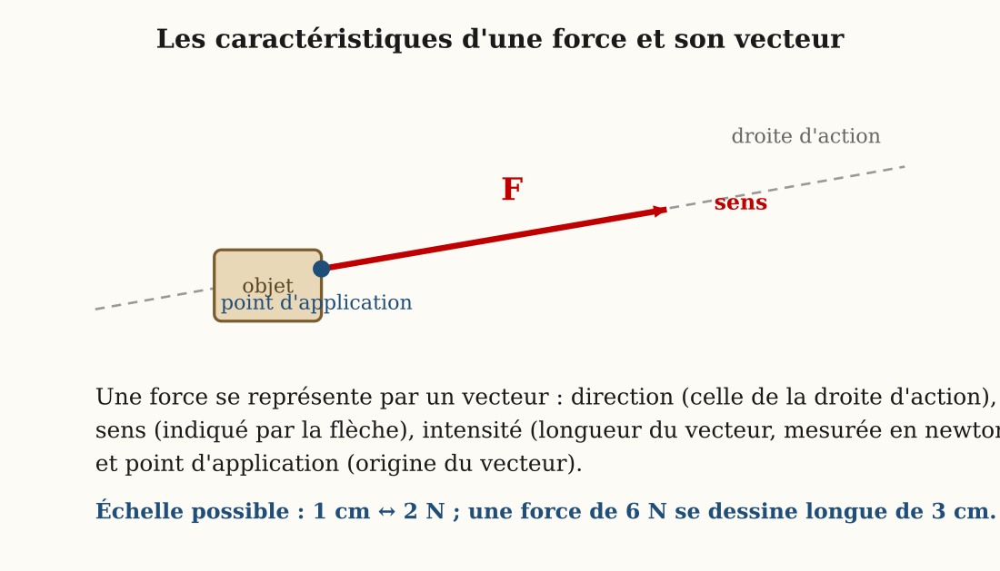 Les caractéristiques d'une force et son vecteur
droite d'action
F
sens
objet
point d'application
Une force se représente par un vecteur : direction (celle de la droite d'action),
sens (indiqué par la flèche), intensité (longueur du vecteur, mesurée en newtor
et point d'application (origine du vecteur).
Échelle possible : 1 cm ↔ 2 N ; une force de 6 N se dessine longue de 3 cm.